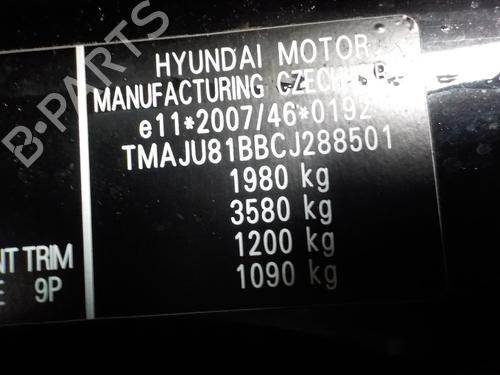 B-PARTS
HYUNDAI MOTOR
MANUFACTURING CZECH
e11*2007/46*0192
TMAJU81BBCJ288501
1980 kg
3580 kg
1200 kg
1090 kg
NT TRIM
E 9P